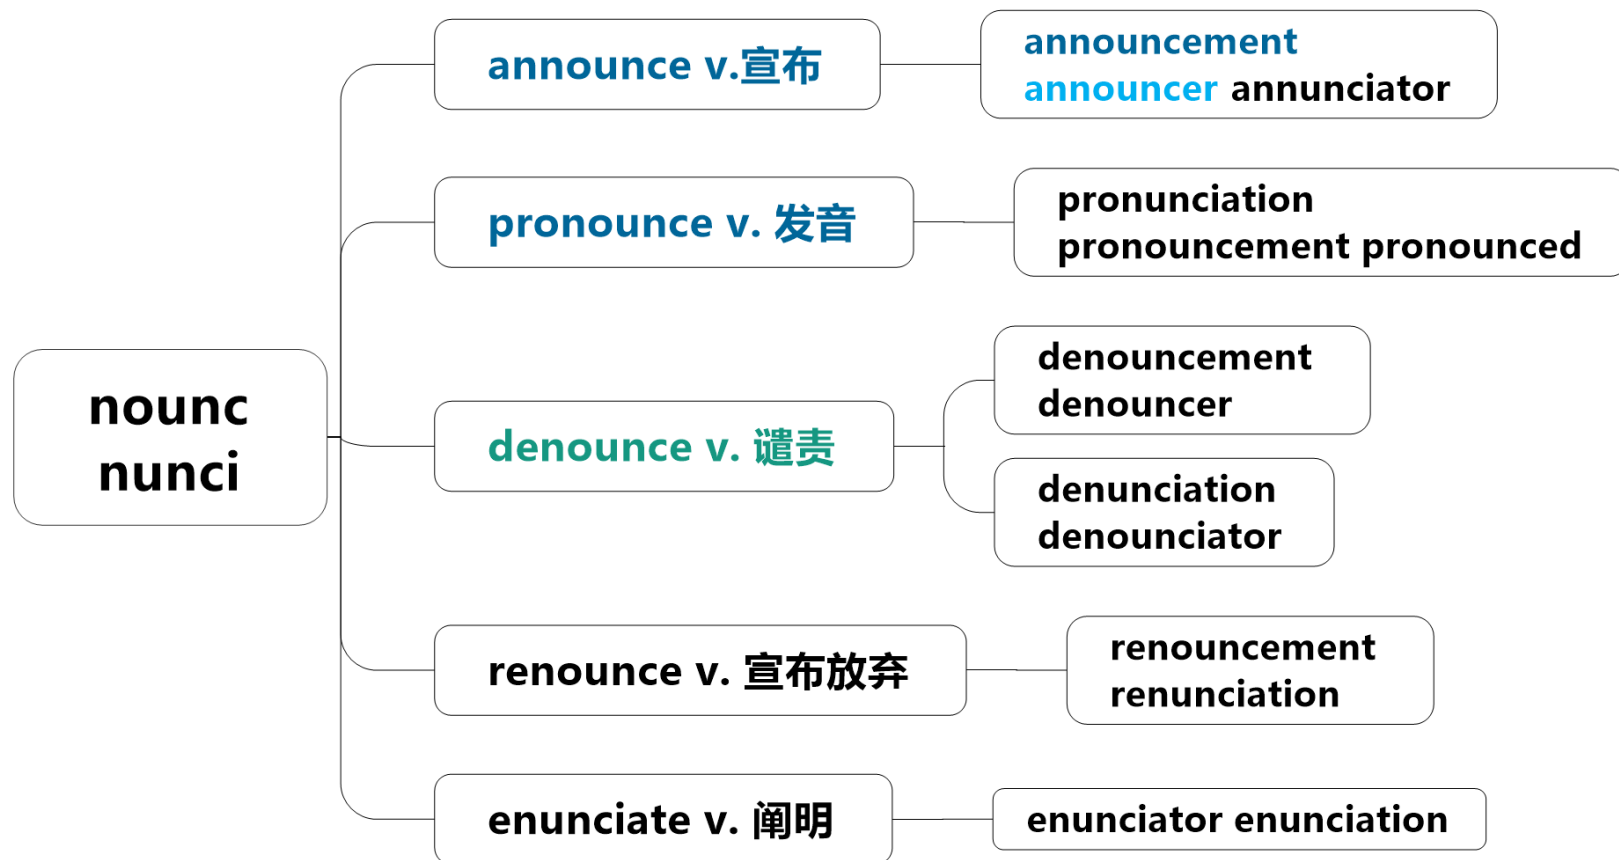 nounc
nunci
announce v.宣布
announcement
announcer annunciator
pronounce v. 发音
pronunciation
pronouncement pronounced
denounce v. 谴责
denouncement
denouncer
denunciation
denounciator
renounce v. 宣布放弃
renouncement
renunciation
enunciate v. 阐明
enunciator enunciation